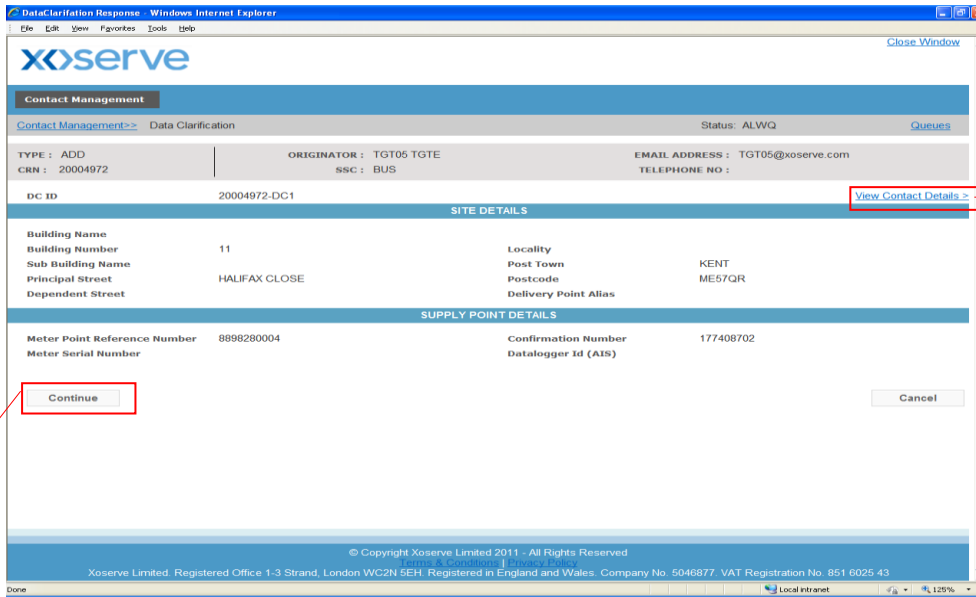 DataClarifation Response - Windows Internet Explorer
File Edit View Favorites Tools Help
Close Window
xoserve
Contact Management
Contact Management>> Data Clarification Status: ALWQ Queues
TYPE : ADD ORIGINATOR : TGT05 TGTE EMAIL ADDRESS : TGT05@xoserve.com
CRN : 20004972 SSC : BUS TELEPHONE NO :
DC ID 20004972-DC1 View Contact Details >
SITE DETAILS
Building Name
Building Number 11 Locality
Sub Building Name Post Town KENT
Principal Street HALIFAX CLOSE Postcode ME57QR
Dependent Street Delivery Point Alias
SUPPLY POINT DETAILS
Meter Point Reference Number 8898280004 Confirmation Number 177408702
Meter Serial Number Datalogger Id (AIS)
Continue Cancel
© Copyright Xoserve Limited 2011 - All Rights Reserved
Terms & Conditions | Privacy Policy
Xoserve Limited. Registered Office 1-3 Strand, London WC2N 5EH. Registered in England and Wales. Company No. 5046877. VAT Registration No. 851 6025 43
Done Local intranet 125%